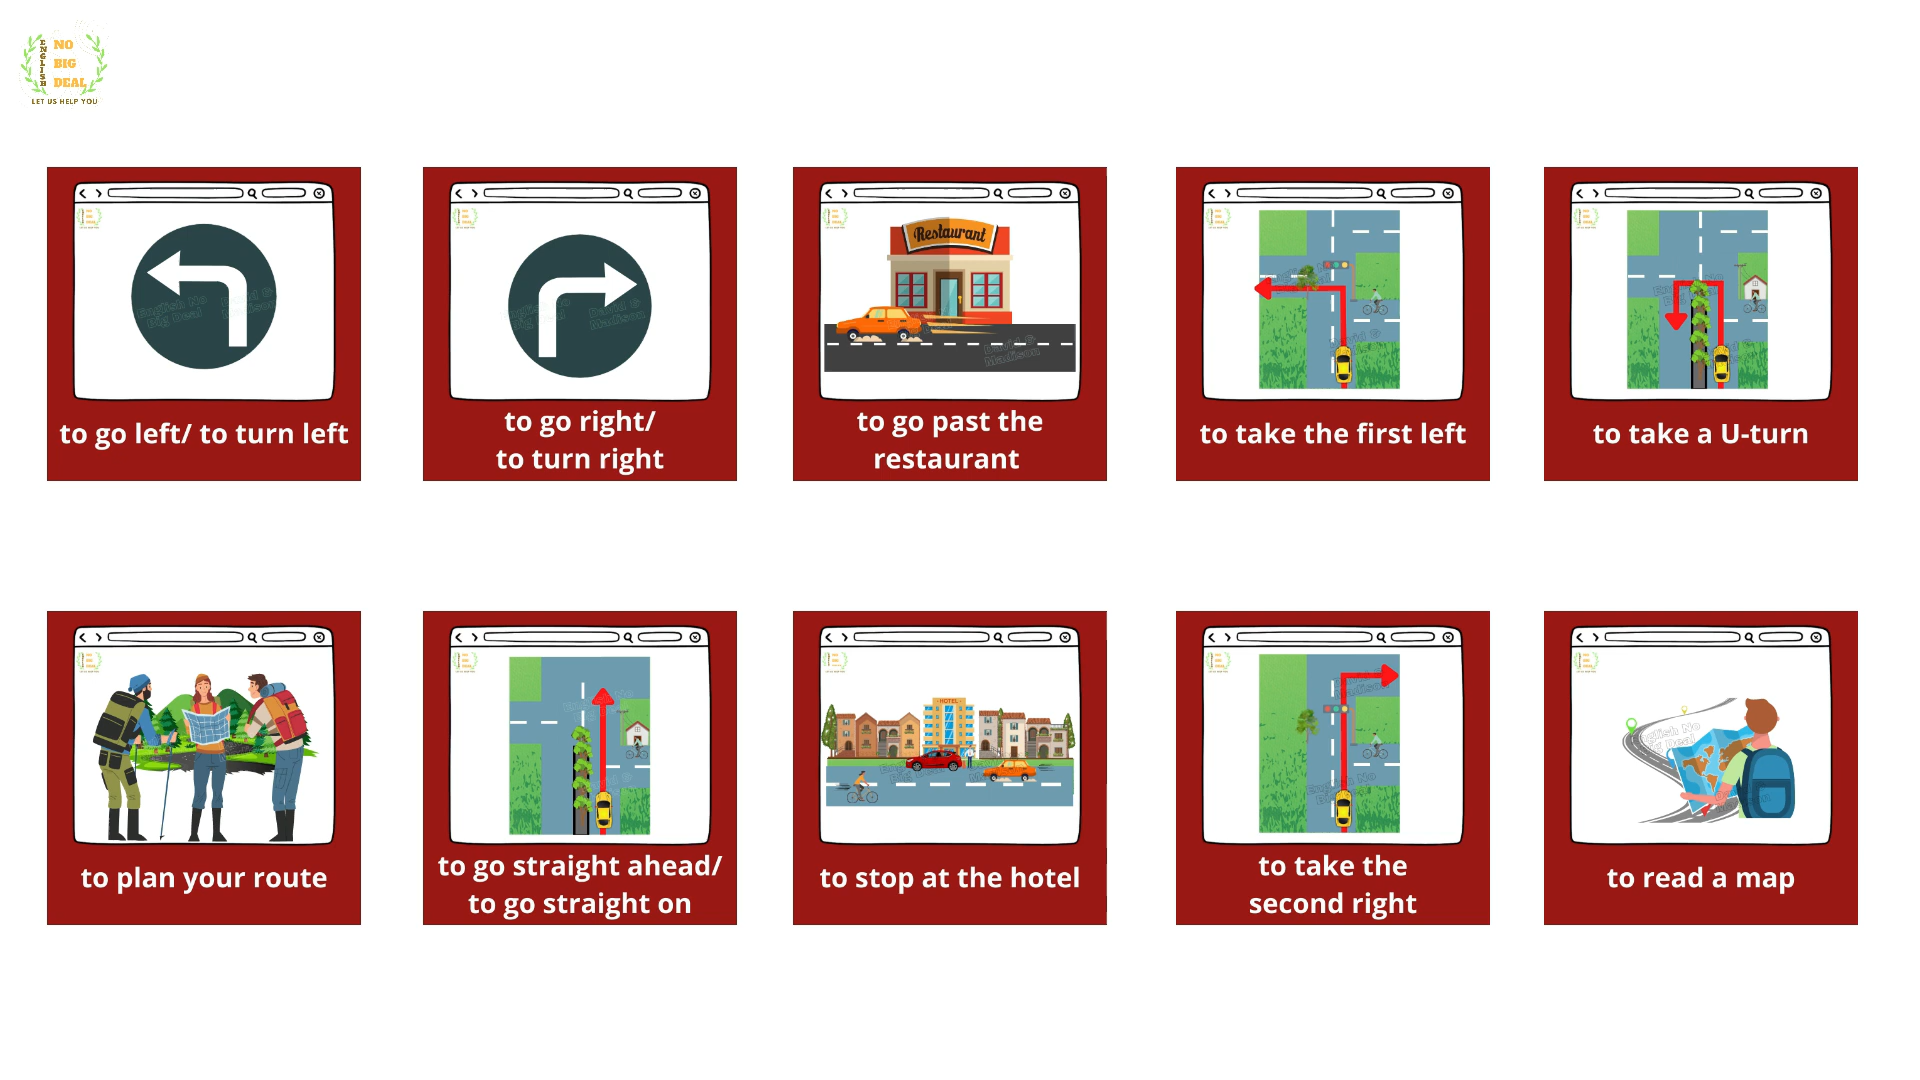 ENGLISH
NO
BIG
DEAL
LET US HELP YOU
to go left/ to turn left
to go right/
to turn right
Restaurant
to go past the
restaurant
to take the first left
to take a U-turn
to plan your route
to go straight ahead/
to go straight on
HOTEL
to stop at the hotel
to take the
second right
to read a map